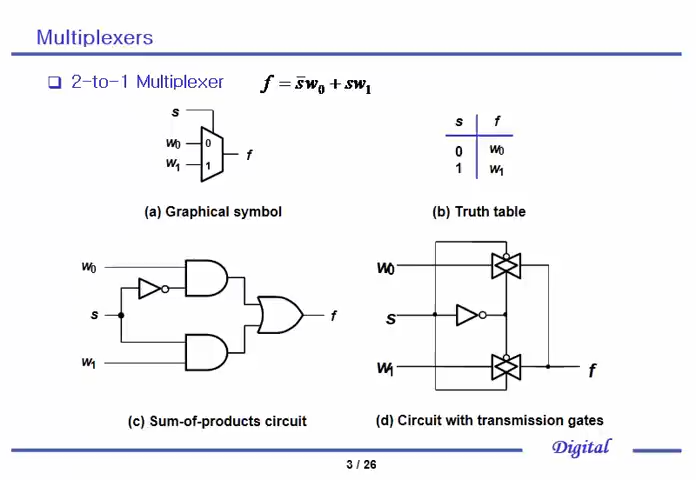 Multiplexers
❑ 2-to-1 Multiplexer f = s̅w₀ + sw₁
s
w₀ 0
w₁ 1
f
s f
0 w₀
1 w₁
(a) Graphical symbol
(b) Truth table
w₀
s
w₁
f
w₀
s
w₁
f
(c) Sum-of-products circuit
(d) Circuit with transmission gates
Digital
3 / 26